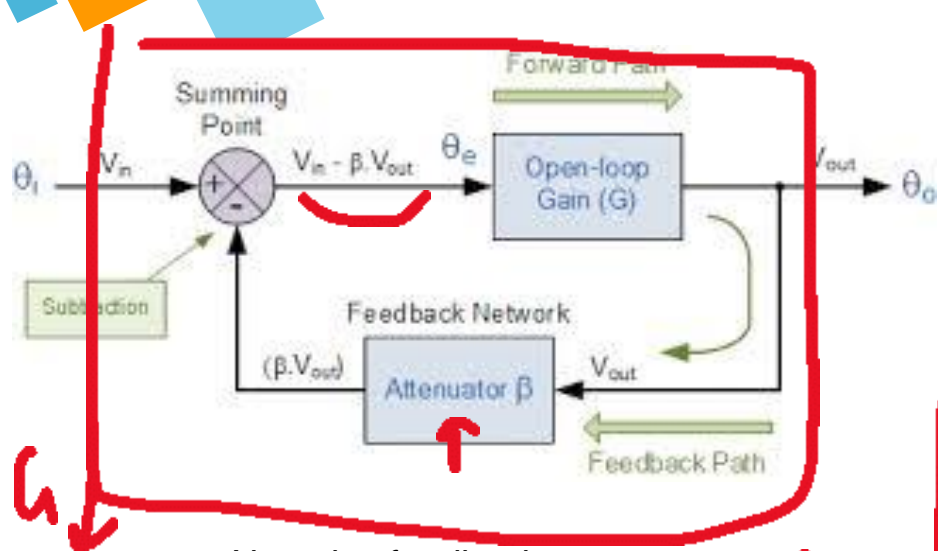 Forward Path
Summing
Point
θi
Vin
+
-
Vin - β.Vout
θe
Open-loop
Gain (G)
Vout
θo
Subtraction
Feedback Network
(β.Vout)
Attenuator β
Vout
Feedback Path
G